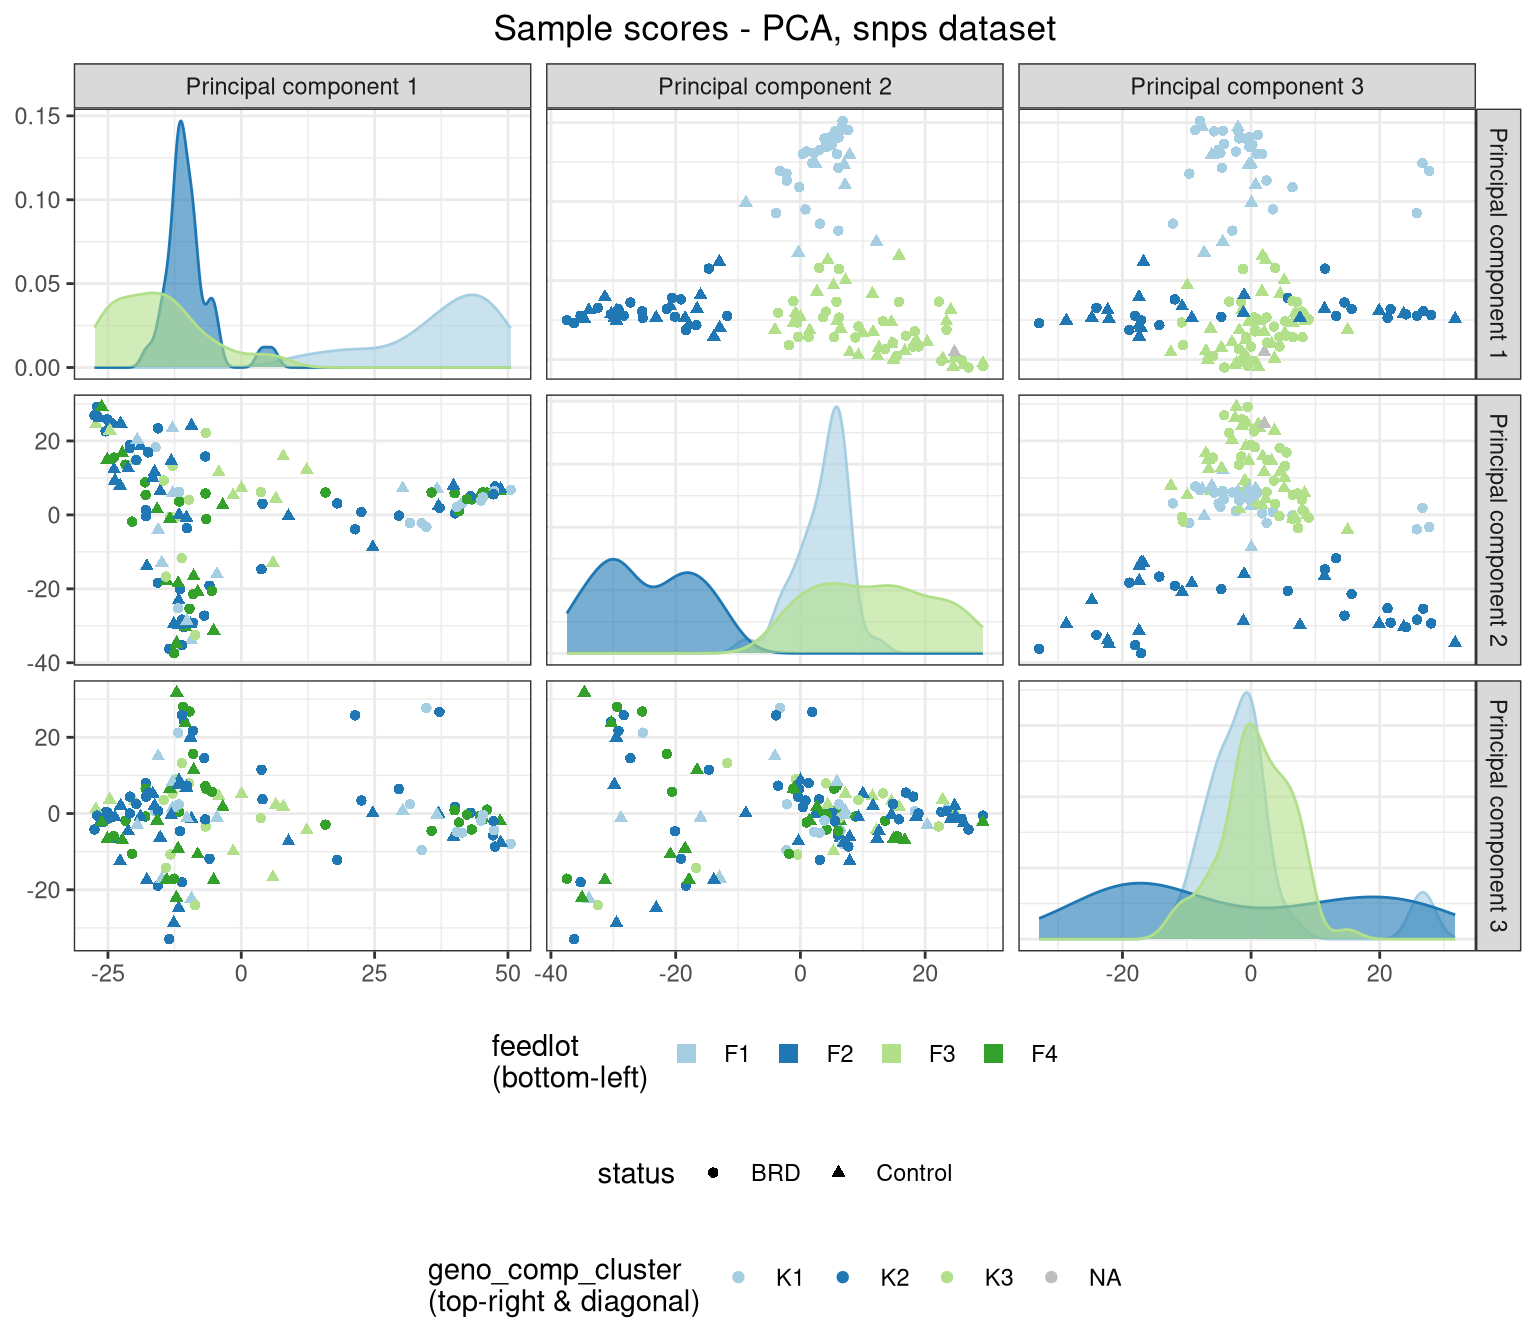 Sample scores - PCA, snps dataset
Principal component 1
Principal component 2
Principal component 3
0.15
0.10
0.05
0.00
Principal component 1
20
0
-20
-40
Principal component 2
20
0
-20
Principal component 3
-25
0
25
50
-40
-20
0
20
-20
0
20
feedlot
(bottom-left)
F1
F2
F3
F4
status
BRD
Control
geno_comp_cluster
(top-right & diagonal)
K1
K2
K3
NA